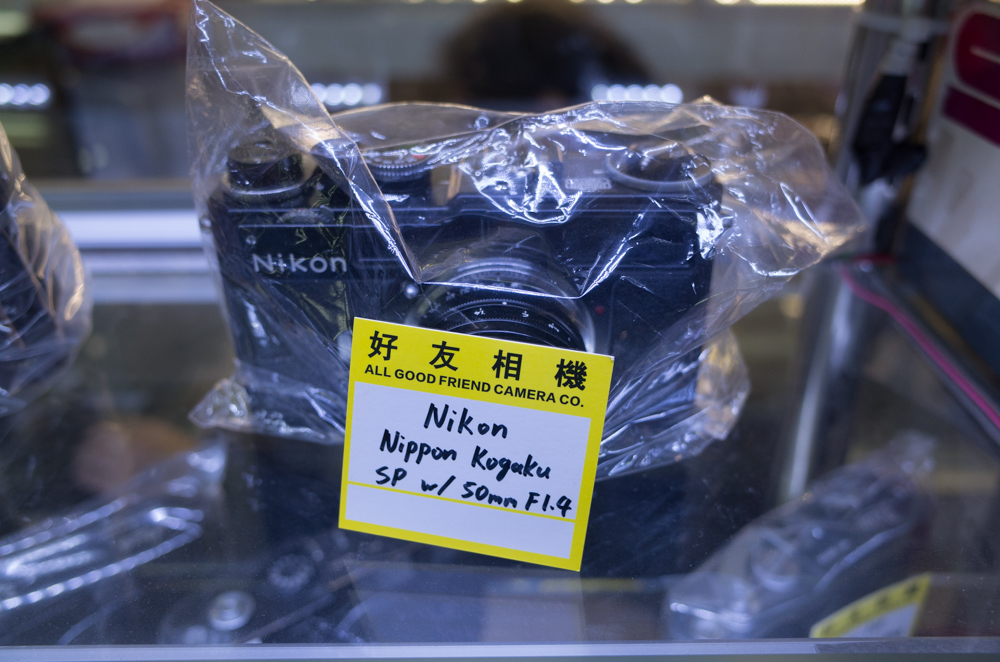 Nikon
好友相機
ALL GOOD FRIEND CAMERA CO.
Nikon
Nippon Kogaku
SP w/ 50mm F1.4